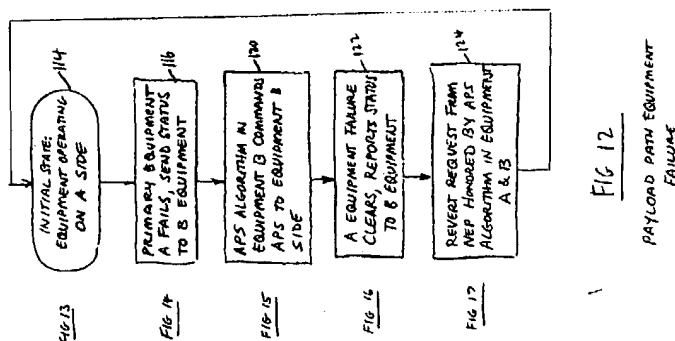 114
INITIAL STATE:
EQUIPMENT OPERATING
ON A SIDE
FIG 13
116
PRIMARY EQUIPMENT
A FAILS, SEND STATUS
TO B EQUIPMENT
FIG 14
120
APS ALGORITHM IN
EQUIPMENT B COMMANDS
APS TO EQUIPMENT B
SIDE
FIG 15
122
A EQUIPMENT FAILURE
CLEARS, REPORTS STATUS
TO B EQUIPMENT
FIG 16
124
REVERT REQUEST FROM
NEP HONORED BY APS
ALGORITHM IN EQUIPMENT
A & B
FIG 17
FIG 12
PAYLOAD PATH EQUIPMENT
FAILURE